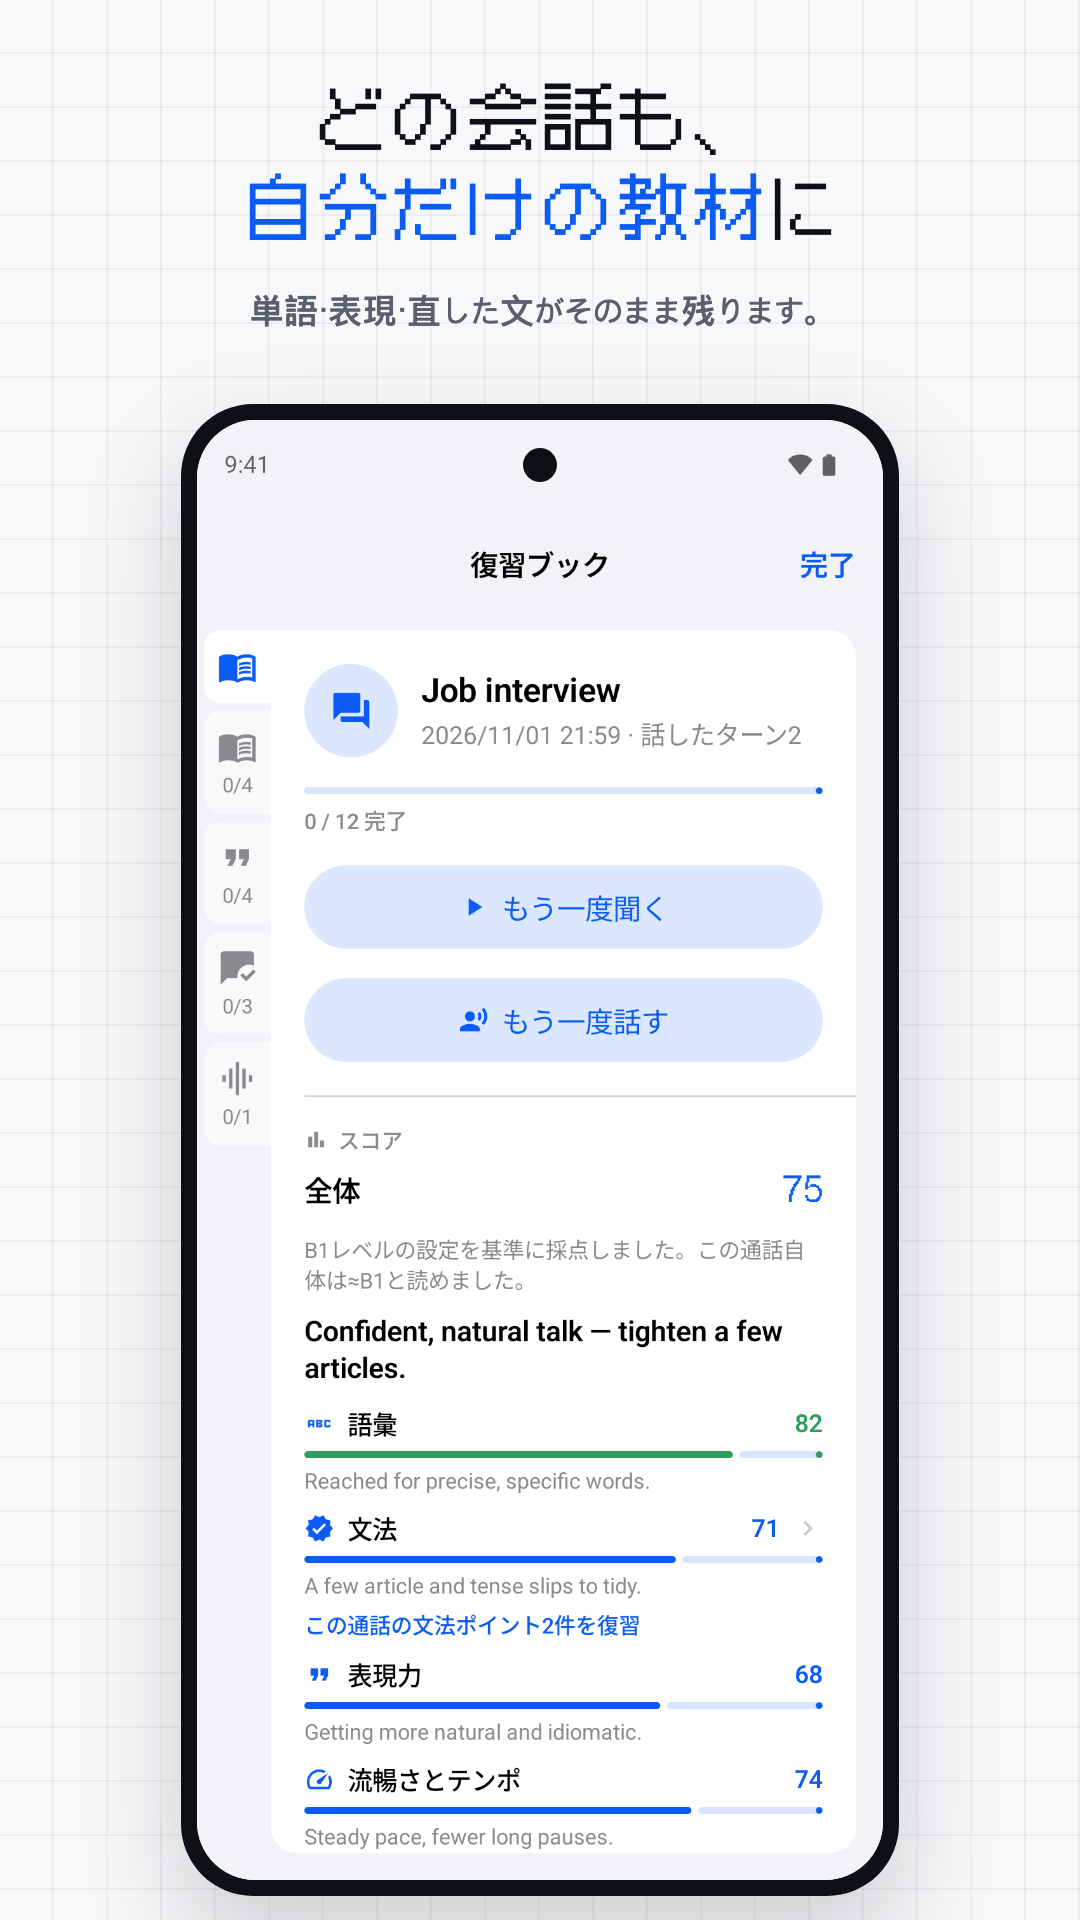 どの会話も、
自分だけの教材に
単語·表現·直した文がそのまま残ります。
9:41
復習ブック
完了
Job interview
2026/11/01 21:59 · 話したターン2
0 / 12 完了
もう一度聞く
もう一度話す
0/4
0/4
0/3
0/1
スコア
全体
75
B1レベルの設定を基準に採点しました。この通話自
体は≈B1と読めました。
Confident, natural talk — tighten a few
articles.
ABC 語彙
82
Reached for precise, specific words.
文法
71
A few article and tense slips to tidy.
この通話の文法ポイント2件を復習
表現力
68
Getting more natural and idiomatic.
流暢さとテンポ
74
Steady pace, fewer long pauses.